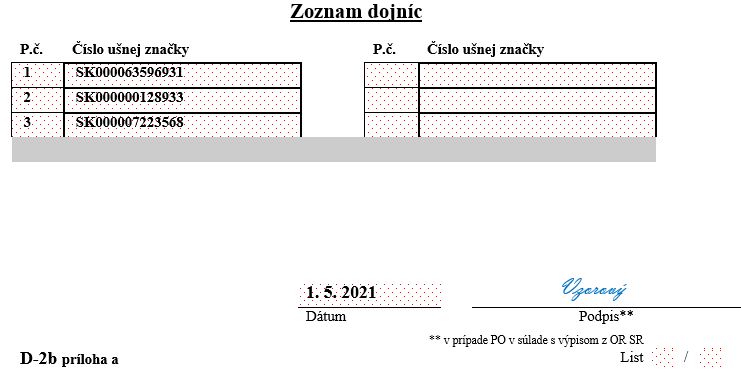 Zoznam dojníc
P.č. Číslo ušnej značky P.č. Číslo ušnej značky
1 SK000063596931
2 SK000000128933
3 SK000007223568
1. 5. 2021 Vzorový
Dátum Podpis**
** v prípade PO v súlade s výpisom z OR SR
D-2b príloha a List /